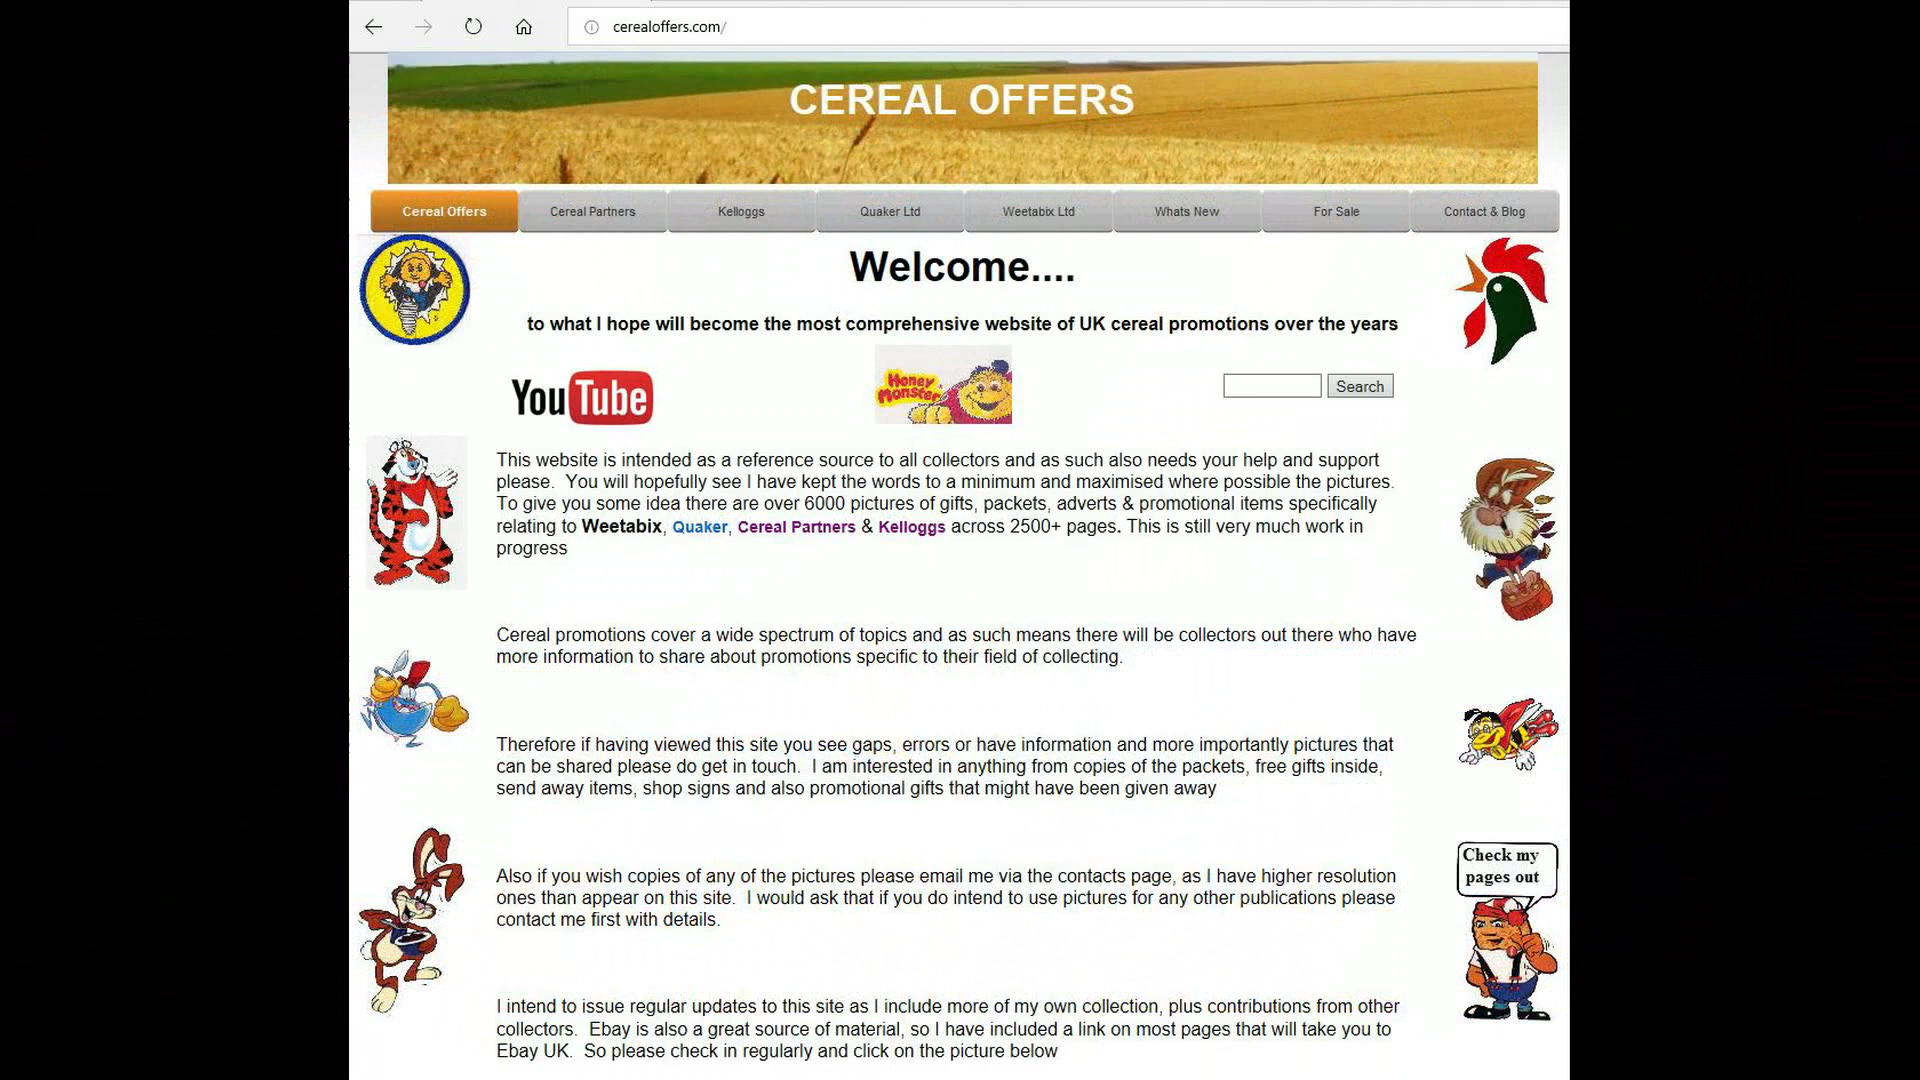 cerealoffers.com/
CEREAL OFFERS
Cereal Offers
Cereal Partners
Kelloggs
Quaker Ltd
Weetabix Ltd
Whats New
For Sale
Contact & Blog
Welcome....
to what I hope will become the most comprehensive website of UK cereal promotions over the years
YouTube
Honey
Monster
Search
This website is intended as a reference source to all collectors and as such also needs your help and support
please.  You will hopefully see I have kept the words to a minimum and maximised where possible the pictures.
To give you some idea there are over 6000 pictures of gifts, packets, adverts & promotional items specifically
relating to Weetabix, Quaker, Cereal Partners & Kelloggs across 2500+ pages. This is still very much work in
progress
Cereal promotions cover a wide spectrum of topics and as such means there will be collectors out there who have
more information to share about promotions specific to their field of collecting.
Therefore if having viewed this site you see gaps, errors or have information and more importantly pictures that
can be shared please do get in touch.  I am interested in anything from copies of the packets, free gifts inside,
send away items, shop signs and also promotional gifts that might have been given away
Check my
pages out
Also if you wish copies of any of the pictures please email me via the contacts page, as I have higher resolution
ones than appear on this site.  I would ask that if you do intend to use pictures for any other publications please
contact me first with details.
I intend to issue regular updates to this site as I include more of my own collection, plus contributions from other
collectors.  Ebay is also a great source of material, so I have included a link on most pages that will take you to
Ebay UK.  So please check in regularly and click on the picture below